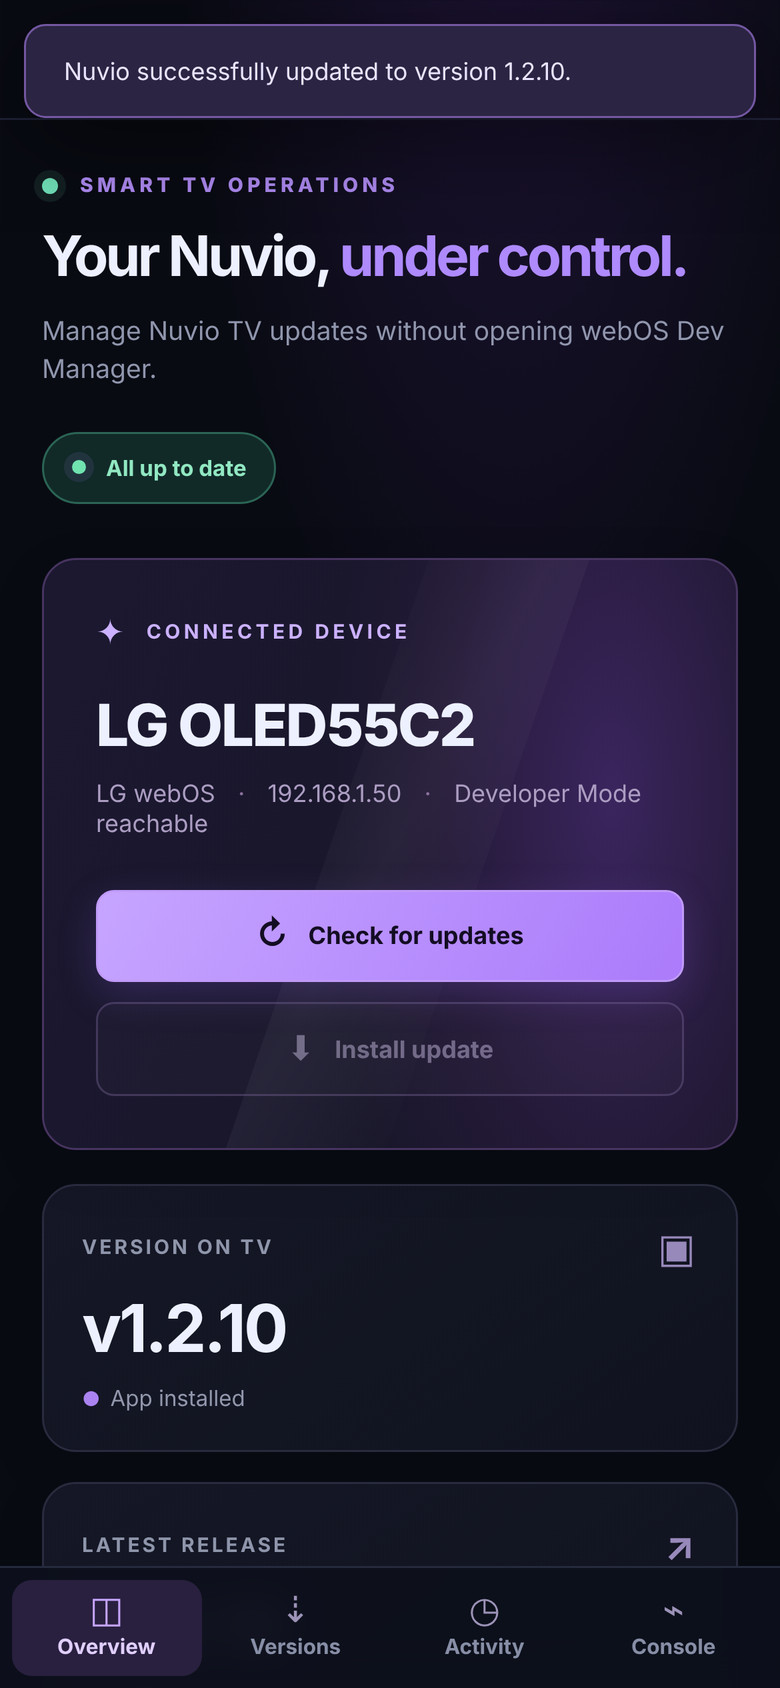 Nuvio successfully updated to version 1.2.10.
SMART TV OPERATIONS
Your Nuvio, under control.
Manage Nuvio TV updates without opening webOS Dev
Manager.
All up to date
CONNECTED DEVICE
LG OLED55C2
LG webOS · 192.168.1.50 · Developer Mode
reachable
Check for updates
Install update
VERSION ON TV
v1.2.10
App installed
LATEST RELEASE
Overview
Versions
Activity
Console